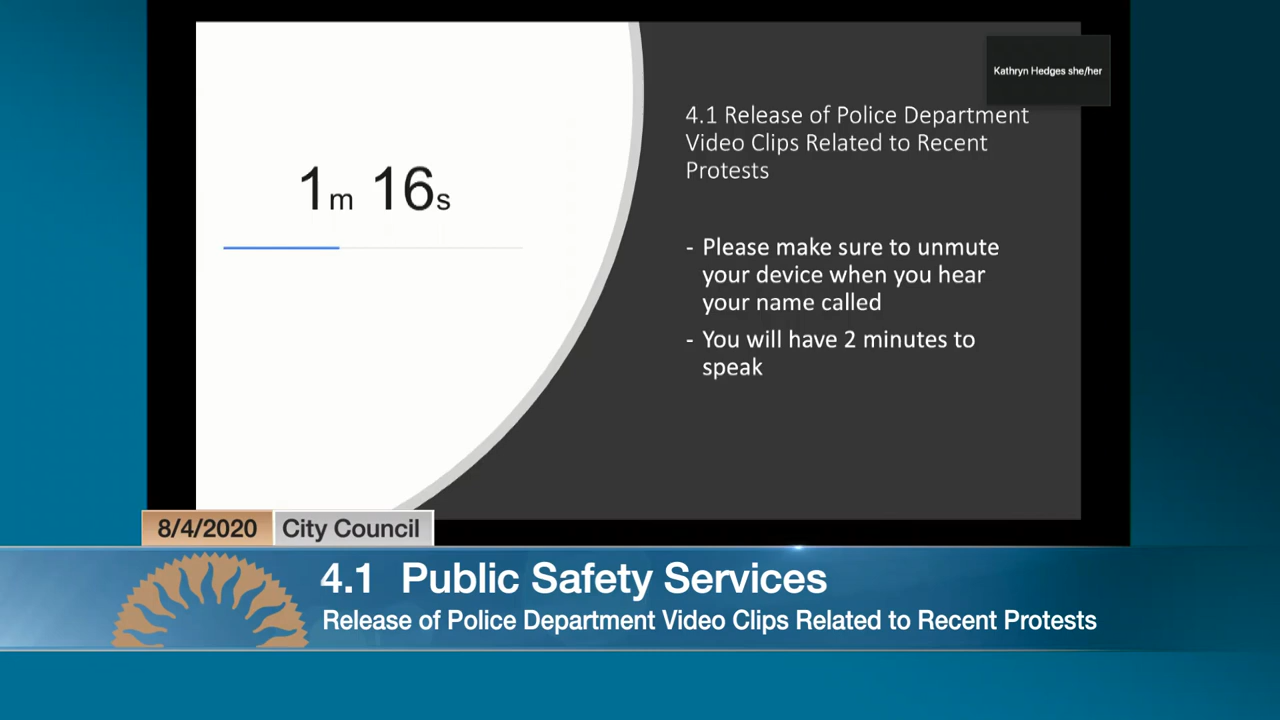 Kathryn Hedges she/her
4.1 Release of Police Department
Video Clips Related to Recent
Protests
1m 16s
- Please make sure to unmute
your device when you hear
your name called
- You will have 2 minutes to
speak
8/4/2020 City Council
4.1 Public Safety Services
Release of Police Department Video Clips Related to Recent Protests